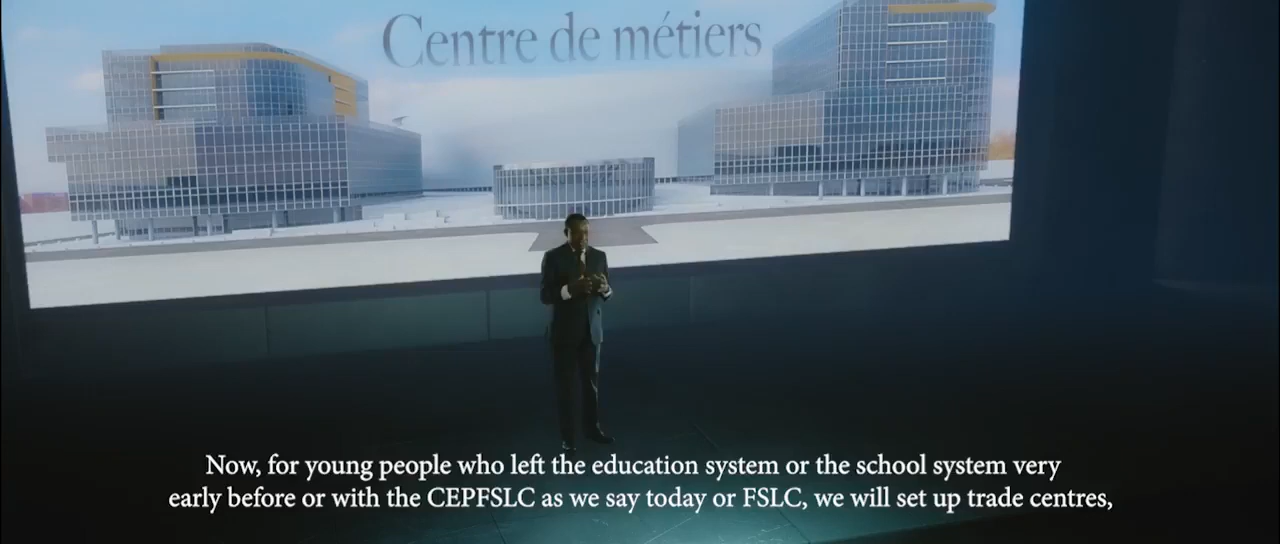 Centre de métiers
Now, for young people who left the education system or the school system very
early before or with the CEPFSLC as we say today or FSLC, we will set up trade centres,